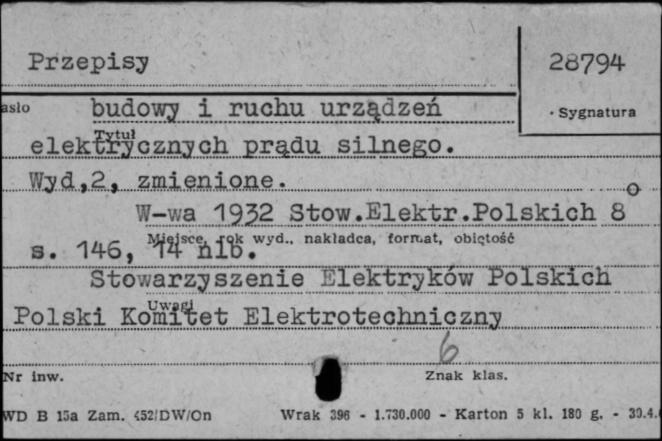 Przepisy 28794
asło budowy i ruchu urządzeń · Sygnatura
Tytuł
elektrycznych prądu silnego.
Wyd,2, zmienione.
W-wa 1932 Stow.Elektr.Polskich 8o
Miejsce, rok wyd., nakładca, format, obiętość
s. 146, 14 nlb.
Stowarzyszenie Elektryków Polskich
Uwagi
Polski Komitet Elektrotechniczny
6
Nr inw. Znak klas.
WD B 15a Zam. 452/DW/On Wrak 396 - 1.730.000 - Karton 5 kl. 180 g. - 30.4.